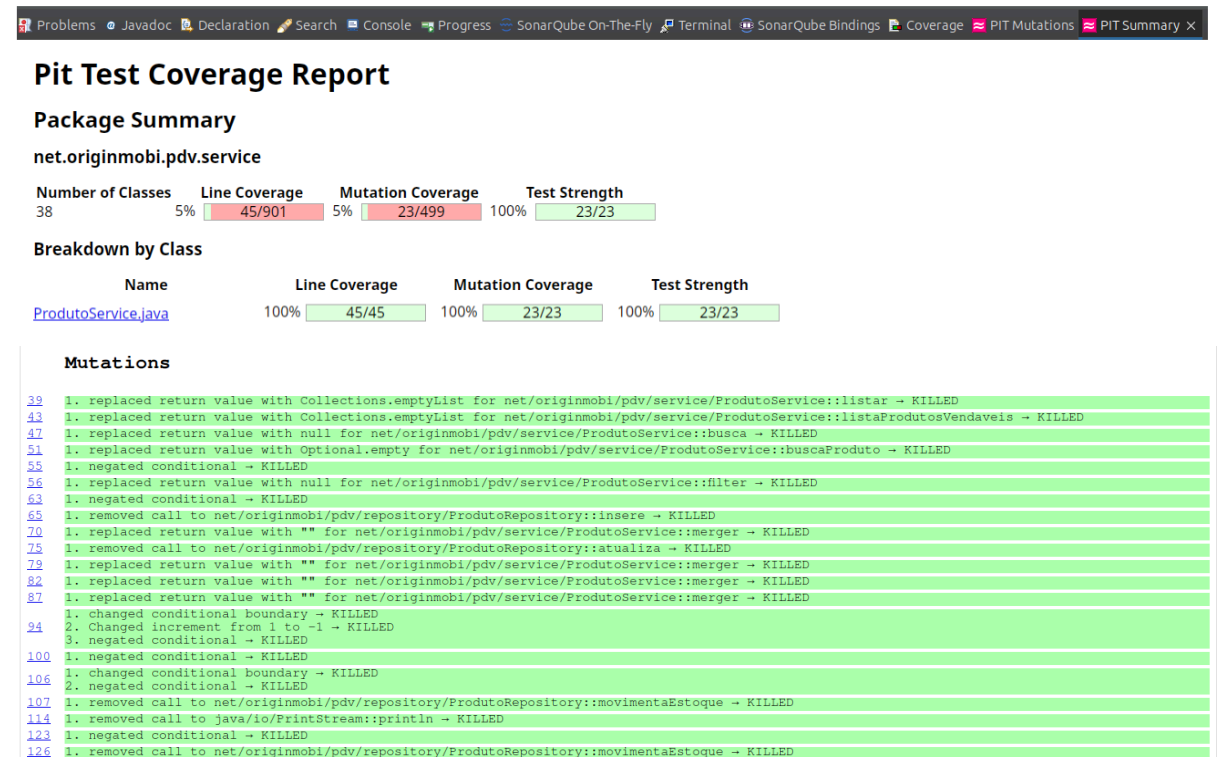 Problems Javadoc Declaration Search Console Progress SonarQube On-The-Fly Terminal SonarQube Bindings Coverage PIT Mutations PIT Summary ×
Pit Test Coverage Report
Package Summary
net.originmobi.pdv.service
Number of Classes Line Coverage Mutation Coverage Test Strength
38 5% 45/901 5% 23/499 100% 23/23
Breakdown by Class
Name Line Coverage Mutation Coverage Test Strength
ProdutoService.java 100% 45/45 100% 23/23 100% 23/23
Mutations
39 1. replaced return value with Collections.emptyList for net/originmobi/pdv/service/ProdutoService::listar → KILLED
43 1. replaced return value with Collections.emptyList for net/originmobi/pdv/service/ProdutoService::listaProdutosVendaveis → KILLED
47 1. replaced return value with null for net/originmobi/pdv/service/ProdutoService::busca → KILLED
51 1. replaced return value with Optional.empty for net/originmobi/pdv/service/ProdutoService::buscaProduto → KILLED
55 1. negated conditional → KILLED
56 1. replaced return value with null for net/originmobi/pdv/service/ProdutoService::filter → KILLED
63 1. negated conditional → KILLED
65 1. removed call to net/originmobi/pdv/repository/ProdutoRepository::insere → KILLED
70 1. replaced return value with "" for net/originmobi/pdv/service/ProdutoService::merger → KILLED
75 1. removed call to net/originmobi/pdv/repository/ProdutoRepository::atualiza → KILLED
79 1. replaced return value with "" for net/originmobi/pdv/service/ProdutoService::merger → KILLED
82 1. replaced return value with "" for net/originmobi/pdv/service/ProdutoService::merger → KILLED
87 1. replaced return value with "" for net/originmobi/pdv/service/ProdutoService::merger → KILLED
1. changed conditional boundary → KILLED
94 2. Changed increment from 1 to -1 → KILLED
3. negated conditional → KILLED
100 1. negated conditional → KILLED
106 1. changed conditional boundary → KILLED
2. negated conditional → KILLED
107 1. removed call to net/originmobi/pdv/repository/ProdutoRepository::movimentaEstoque → KILLED
114 1. removed call to java/io/PrintStream::println → KILLED
123 1. negated conditional → KILLED
126 1. removed call to net/originmobi/pdv/repository/ProdutoRepository::movimentaEstoque → KILLED